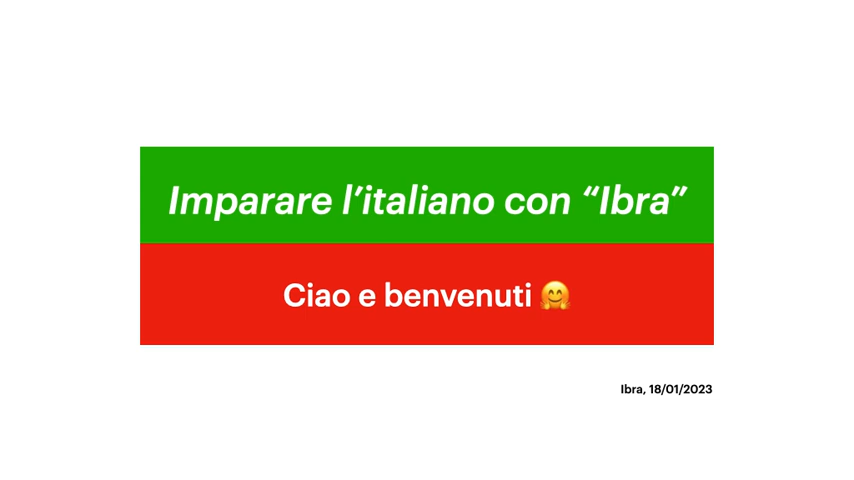 Imparare l’italiano con “Ibra”
Ciao e benvenuti 🤗
Ibra, 18/01/2023